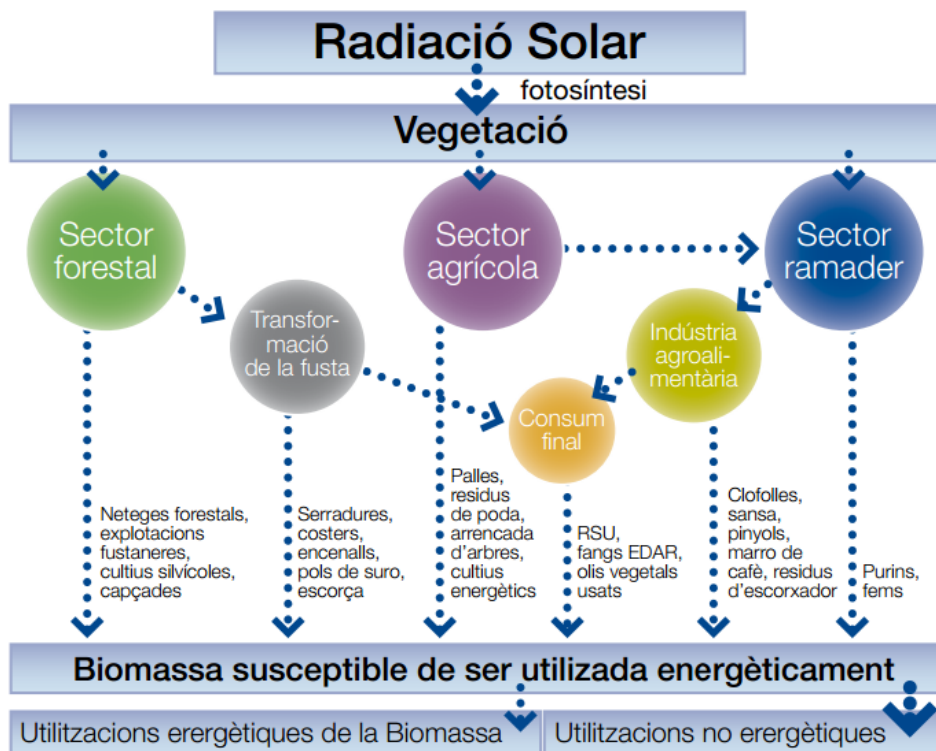 Radiació Solar
fotosíntesi
Vegetació
Sector
forestal
Sector
agrícola
Sector
ramader
Transfor-
mació
de la fusta
Indústria
agroali-
mentària
Consum
final
Neteges forestals,
explotacions
fustaneres,
cultius silvícoles,
capçades
Serradures,
costers,
encenalls,
pols de suro,
escorça
Palles,
residus
de poda,
arrencada
d'arbres,
cultius
energètics
RSU,
fangs EDAR,
olis vegetals
usats
Clofolles,
sansa,
pinyols,
marro de
cafè, residus
d'escorxador
Purins,
fems
Biomassa susceptible de ser utilizada energèticament
Utilitzacions erergètiques de la Biomassa
Utilitzacions no erergètiques